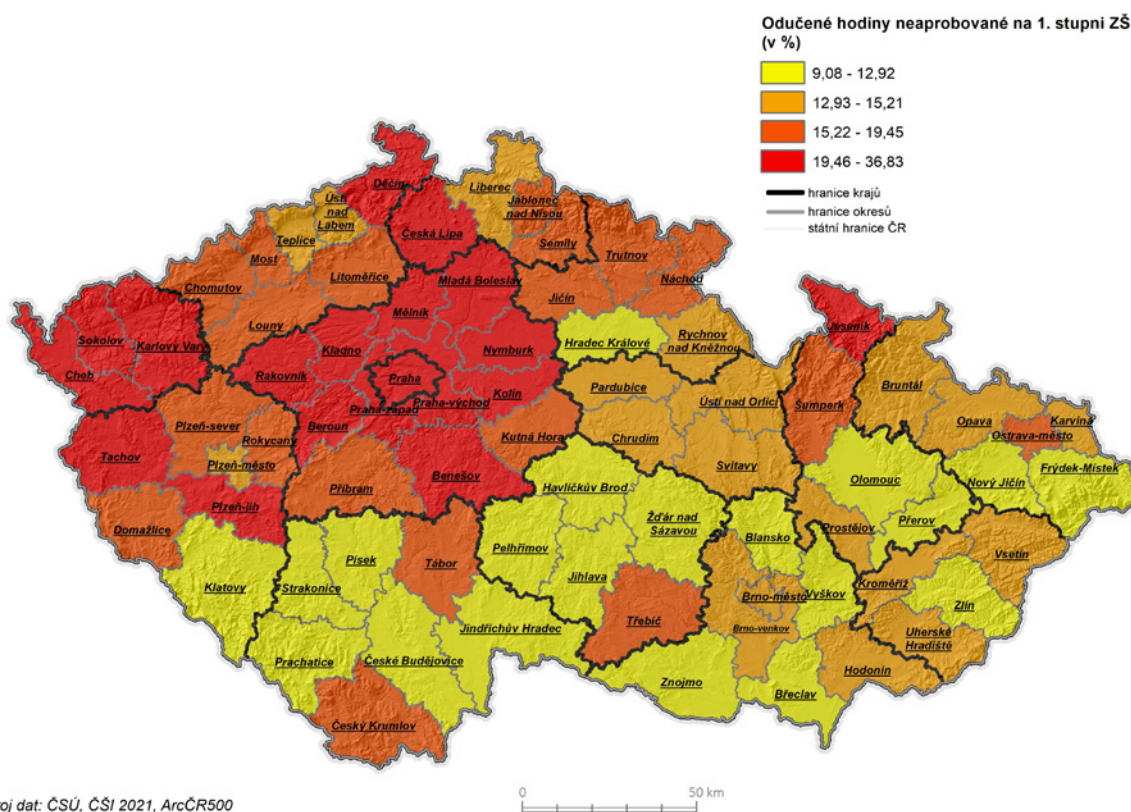 Odučené hodiny neaprobované na 1. stupni ZŠ
(v %)
9,08 - 12,92
12,93 - 15,21
15,22 - 19,45
19,46 - 36,83
hranice krajů
hranice okresů
státní hranice ČR
Děčín
Liberec
Ústí
nad
Labem
Jablonec
nad Nisou
Teplice
Česká Lípa
Semily
Most
Trutnov
Litoměřice
Mladá Boleslav
Náchod
Chomutov
Jičín
Mělník
Louny
Jeseník
Sokolov
Hradec Králové
Rychnov
nad Kněžnou
Karlovy Vary
Kladno
Nymburk
Cheb
Rakovník
Praha
Bruntál
Pardubice
Kolín
Ústí nad Orlicí
Šumperk
Praha-západ
Praha-východ
Opava
Karviná
Plzeň-sever
Beroun
Ostrava-město
Rokycany
Kutná Hora
Chrudim
Tachov
Plzeň-město
Svitavy
Frýdek-Místek
Benešov
Nový Jičín
Olomouc
Havlíčkův Brod
Příbram
Plzeň-jih
Žďár nad
Sázavou
Přerov
Domažlice
Prostějov
Blansko
Pelhřimov
Vsetín
Písek
Tábor
Jihlava
Klatovy
Strakonice
Kroměříž
Brno-město
Vyškov
Zlín
Třebíč
Brno-venkov
Jindřichův Hradec
Uherské
Hradiště
Prachatice
České Budějovice
Hodonín
Znojmo
Břeclav
Český Krumlov
roj dat: ČSÚ, ČŠI 2021, ArcČR500
0 50 km